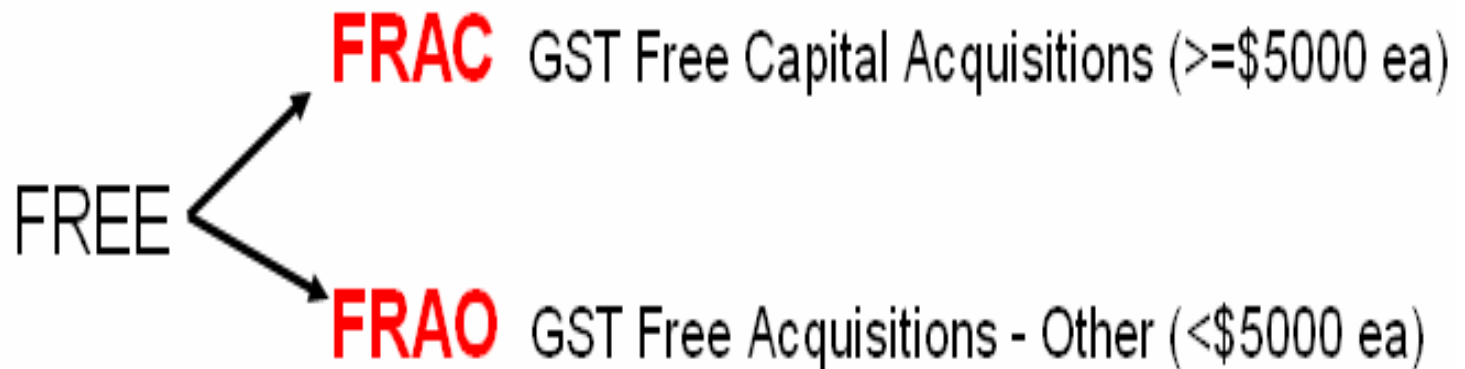 FRAC GST Free Capital Acquisitions (>=$5000 ea)
FREE
FRAO GST Free Acquisitions - Other (<$5000 ea)